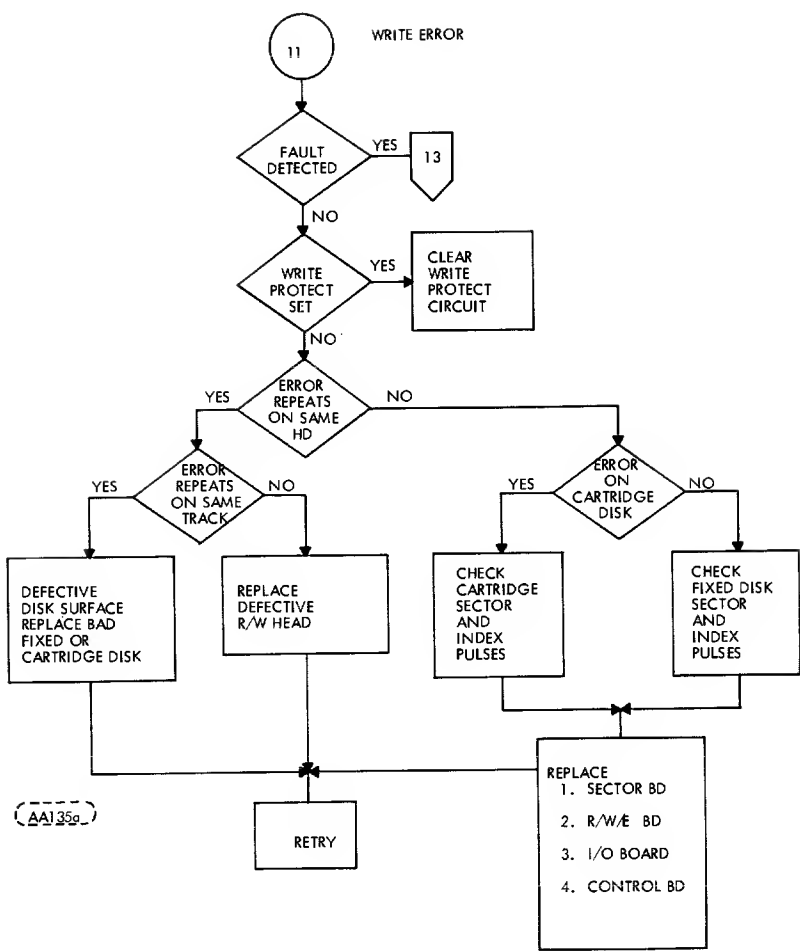 WRITE ERROR
11
FAULT
DETECTED
YES
13
NO
WRITE
PROTECT
SET
YES
CLEAR
WRITE
PROTECT
CIRCUIT
NO
ERROR
REPEATS
ON SAME
HD
YES
NO
ERROR
REPEATS
ON SAME
TRACK
YES
NO
ERROR
ON
CARTRIDGE
DISK
YES
NO
DEFECTIVE
DISK SURFACE
REPLACE BAD
FIXED OR
CARTRIDGE DISK
REPLACE
DEFECTIVE
R/W HEAD
CHECK
CARTRIDGE
SECTOR
AND
INDEX
PULSES
CHECK
FIXED DISK
SECTOR
AND
INDEX
PULSES
REPLACE
1. SECTOR BD
2. R/W/E BD
3. I/O BOARD
4. CONTROL BD
RETRY
AA135a